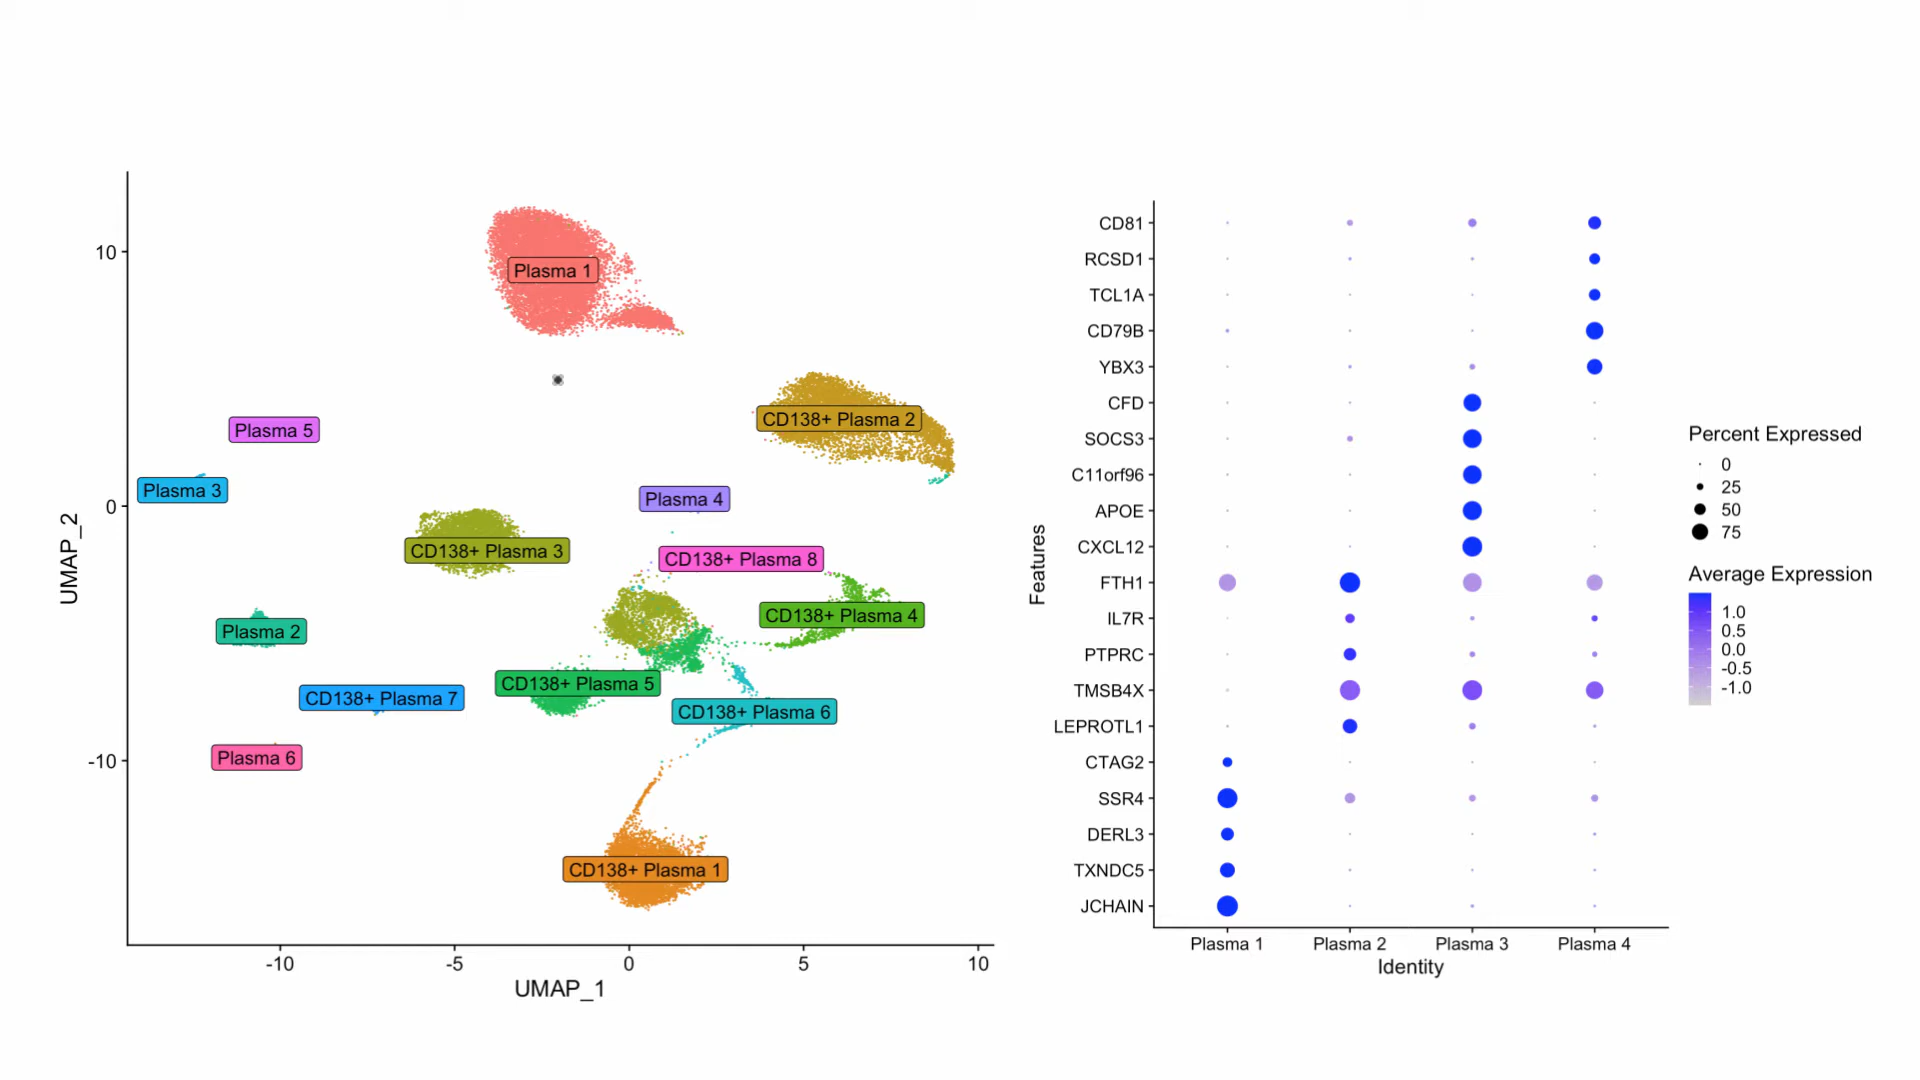 UMAP_2
10
0
-10
Plasma 1
CD138+ Plasma 2
Plasma 5
Plasma 3
Plasma 4
CD138+ Plasma 3
CD138+ Plasma 8
CD138+ Plasma 4
Plasma 2
CD138+ Plasma 5
CD138+ Plasma 7
CD138+ Plasma 6
Plasma 6
CD138+ Plasma 1
-10
-5
0
5
10
UMAP_1
Features
CD81
RCSD1
TCL1A
CD79B
YBX3
CFD
SOCS3
C11orf96
APOE
CXCL12
FTH1
IL7R
PTPRC
TMSB4X
LEPROTL1
CTAG2
SSR4
DERL3
TXNDC5
JCHAIN
Plasma 1
Plasma 2
Plasma 3
Plasma 4
Identity
Percent Expressed
0
25
50
75
Average Expression
1.0
0.5
0.0
-0.5
-1.0